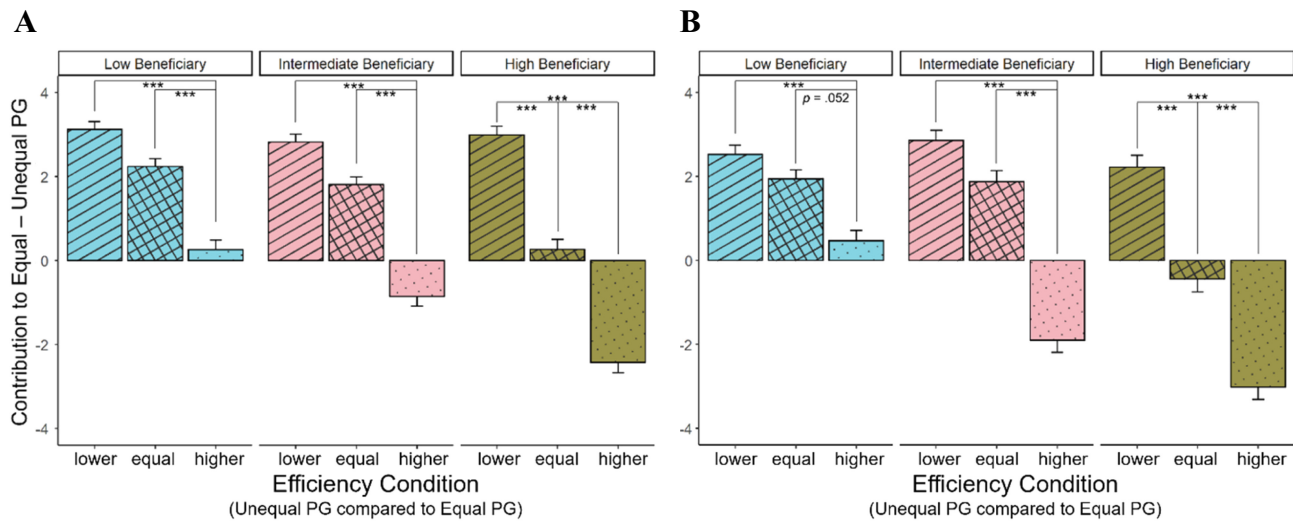 A
B
Low Beneficiary
Intermediate Beneficiary
High Beneficiary
Low Beneficiary
Intermediate Beneficiary
High Beneficiary
***
***
***
***
***
***
***
***
p = .052
***
***
***
***
***
Contribution to Equal – Unequal PG
4
2
0
-2
-4
4
2
0
-2
-4
lower equal higher lower equal higher lower equal higher
lower equal higher lower equal higher lower equal higher
Efficiency Condition
(Unequal PG compared to Equal PG)
Efficiency Condition
(Unequal PG compared to Equal PG)